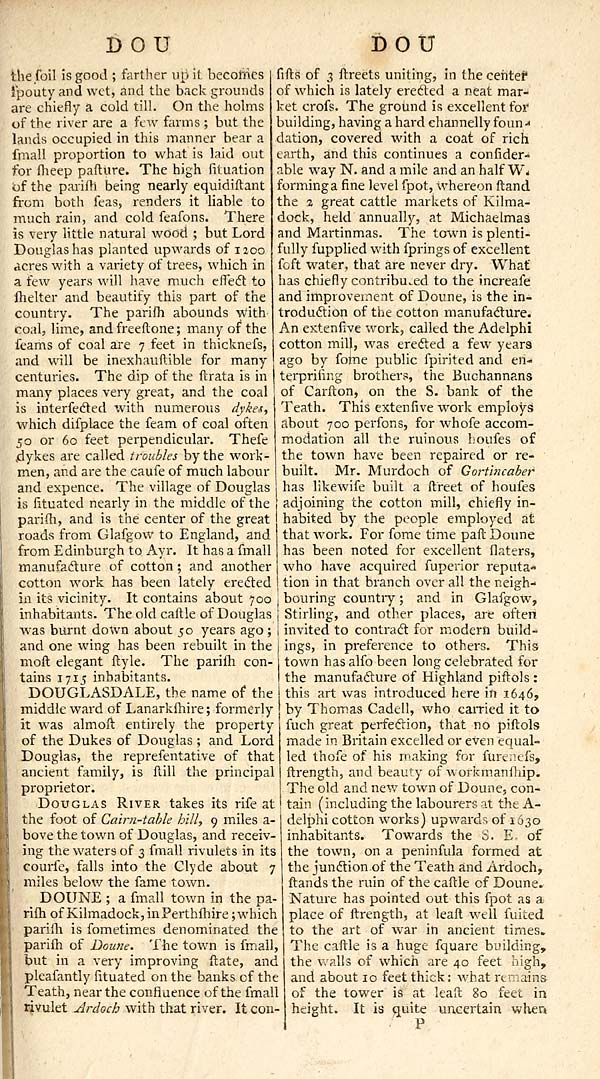 DOU
the ſoil is good ; farther up it becomes
ſpouty and wet, and the back grounds
are chiefly a cold till. On the holms
of the river are a few farms; but the
lands occupied in this manner bear a
ſmall proportion to what is laid out
for ſheep paſture. The high ſituation
of the pariſh being nearly equidiſtant
from both ſeas, renders it liable to
much rain, and cold ſeaſons. There
is very little natural wood ; but Lord
Douglas has planted upwards of 1200
acres with a variety of trees, which in
a few years will have much effect to
ſhelter and beautify this part of the
country. The pariſh abounds with
coal, lime, and freeſtone; many of the
ſeams of coal are 7 feet in thickneſs,
and will be inexhauſtible for many
centuries. The dip of the ſtrata is in
many places very great, and the coal
is interſected with numerous dykes,
which diſplace the ſeam of coal often
50 or 60 feet perpendicular. Theſe
dykes are called troubles by the work-
men, and are the cauſe of much labour
and expence. The village of Douglas
is ſituated nearly in the middle of the
pariſh, and is the center of the great
roads from Glaſgow to England, and
from Edinburgh to Ayr. It has a ſmall
manufacture of cotton ; and another
cotton work has been lately erected
in its vicinity. It contains about 700
inhabitants. The old caſtle of Douglas
was burnt down about 50 years ago ;
and one wing has been rebuilt in the
moſt elegant ſtyle. The pariſh con-
tains 1715 inhabitants.
DOUGLASDALE, the name of the
middle ward of Lanarkſhire; formerly
it was almoſt entirely the property
of the Dukes of Douglas ; and Lord
Douglas, the repreſentative of that
ancient family, is ſtill the principal
proprietor.
DOUGLAS RIVER takes its riſe at
the foot of Cairn-table hill, 9 miles a-
bove the town of Douglas, and receiv-
ing the waters of 3 ſmall rivulets in its
courſe, falls into the Clyde about 7
miles below the ſame town.
DOUNE ; a ſmall town in the pa-
riſh of Kilmadock, in Perthſhire; which
pariſh is ſometimes denominated the
pariſh of Doune. The town is ſmall,
but in a very improving ſtate, and
pleaſantly ſituated on the banks of the
Teath, near the confluence of the ſmall
rivulet Ardoch with that river. It con-
DOU
ſiſts of 3 ſtreets uniting, in the center
of which is lately erected a neat mar-
ket croſs. The ground is excellent for
building, having a hard channelly foun-
dation, covered with a coat of rich
earth, and this continues a conſider-
able way N. and a mile and an half W.
forming a fine level ſpot, whereon ſtand
the 2 great cattle markets of Kilma-
dock, held annually, at Michaelmas
and Martinmas. The town is plenti-
fully ſupplied with ſprings of excellent
ſoft water, that are never dry. What
has chiefly contributed to the increaſe
and improvement of Doune, is the in-
troduction of the cotton manufacture.
An extenſive work, called the Adelphi
cotton mill, was erected a few years
ago by ſome public ſpirited and en-
terpriſing brothers, the Buchannans
of Carſton, on the S. bank of the
Teath. This extenſive work employs
about 700 perſons, for whoſe accom-
modation all the ruinous houſes of
the town have been repaired or re-
built. Mr. Murdoch of Gortincaber
has likewiſe built a ſtreet of houſes
adjoining the cotton mill, chiefly in-
habited by the people employed at
that work. For ſome time paſt Doune
has been noted for excellent ſlaters,
who have acquired ſuperior reputa-
tion in that branch over all the neigh-
bouring country ; and in Glaſgow,
Stirling, and other places, are often
invited to contract for modern build-
ings, in preference to others. This
town has alſo been long celebrated for
the manufacture of Highland piſtols :
this art was introduced here in 1646,
by Thomas Cadell, who carried it to
ſuch great perfection, that no piſtols
made in Britain excelled or even equal-
led thoſe of his making for ſureneſs,
ſtrength, and beauty of workmanſhip.
The old and new town of Doune, con-
tain (including the labourers at the A-
delphi cotton works) upwards of 1630
inhabitants. Towards the S. E. of
the town, on a peninſula formed at
the junction of the Teath and Ardoch,
ſtands the ruin of the caſtle of Doune.
Nature has pointed out this ſpot as a
place of ſtrength, at leaſt well ſuited
to the art of war in ancient times.
The caſtle is a huge ſquare building,
the walls of which are 40 feet high,
and about 10 feet thick : what remains
of the tower is at leaſt 80 feet in
height. It is quite uncertain when
P